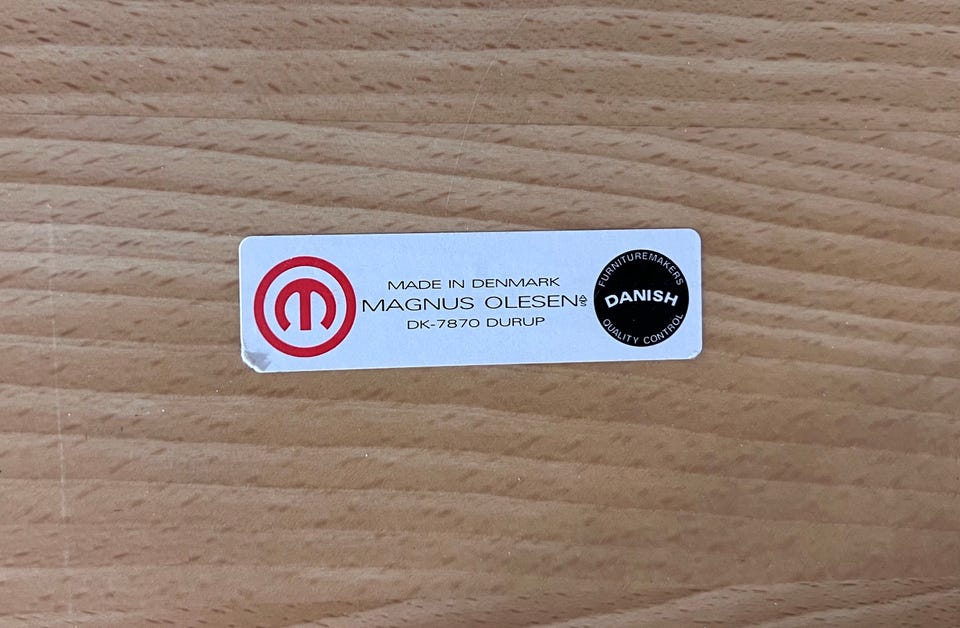 MADE IN DENMARK
MAGNUS OLESEN A/S
DK-7870 DURUP
FURNITUREMAKERS
DANISH
QUALITY CONTROL